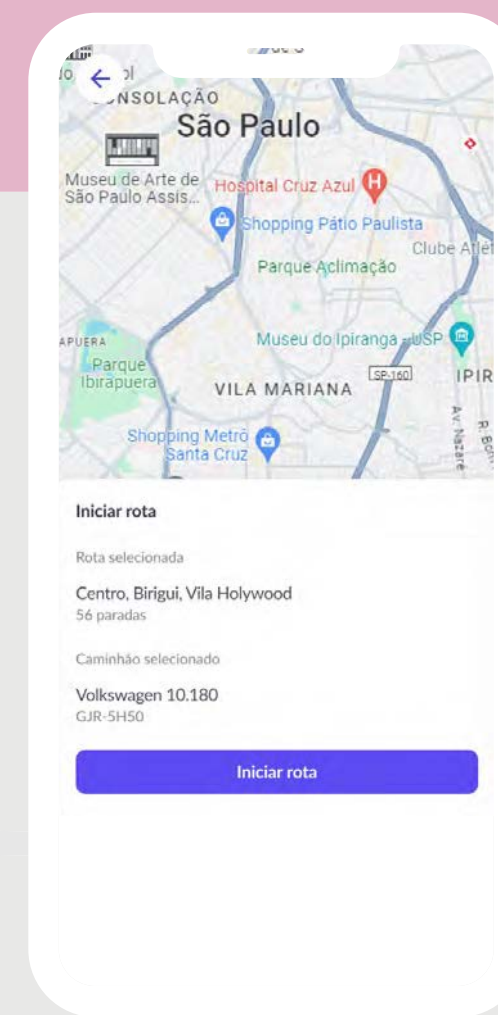 CONSOLAÇÃO
São Paulo
Museu de Arte de
São Paulo Assis...
Hospital Cruz Azul
H
Shopping Pátio Paulista
Clube Atlét
Parque Aclimação
APUERA
Museu do Ipiranga - USP
Parque
Ibirapuera
SP-160
IPIR
VILA MARIANA
Av. Nazaré
Shopping Metrô
Santa Cruz
Iniciar rota
Rota selecionada
Centro, Birigui, Vila Holywood
56 paradas
Caminhão selecionado
Volkswagen 10.180
GJR-5H50
Iniciar rota